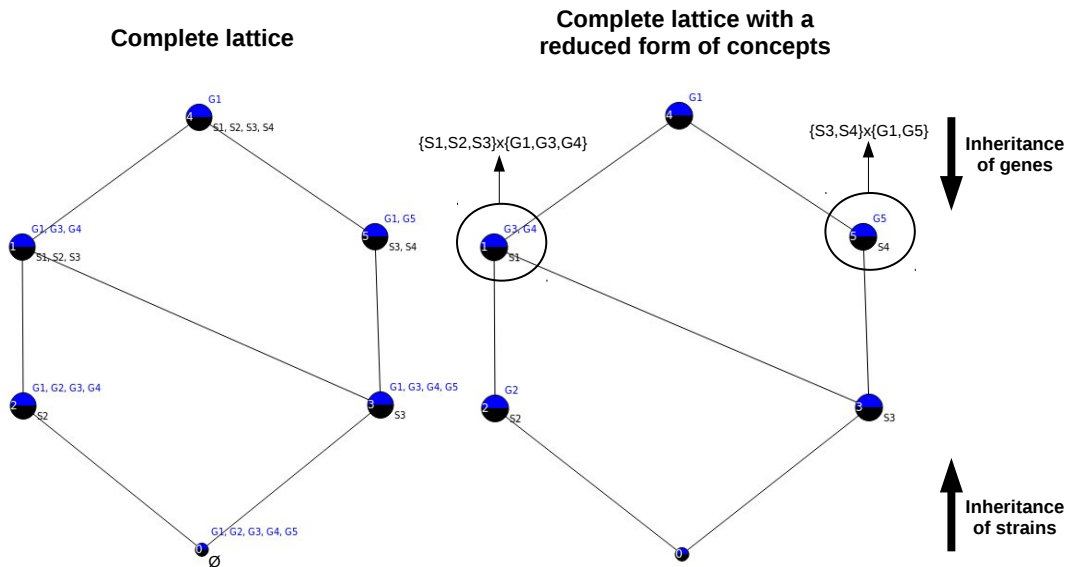 Complete lattice
G1
4
S1, S2, S3, S4
G1, G3, G4
1
S1, S2, S3
G1, G5
5
S3, S4
G1, G2, G3, G4
2
S2
G1, G3, G4, G5
3
S3
G1, G2, G3, G4, G5
0
Ø
Complete lattice with a
reduced form of concepts
G1
4
{S1,S2,S3}x{G1,G3,G4}
{S3,S4}x{G1,G5}
G3, G4
1
S1
G5
5
S4
G2
2
S2
3
S3
0
Inheritance
of genes
Inheritance
of strains